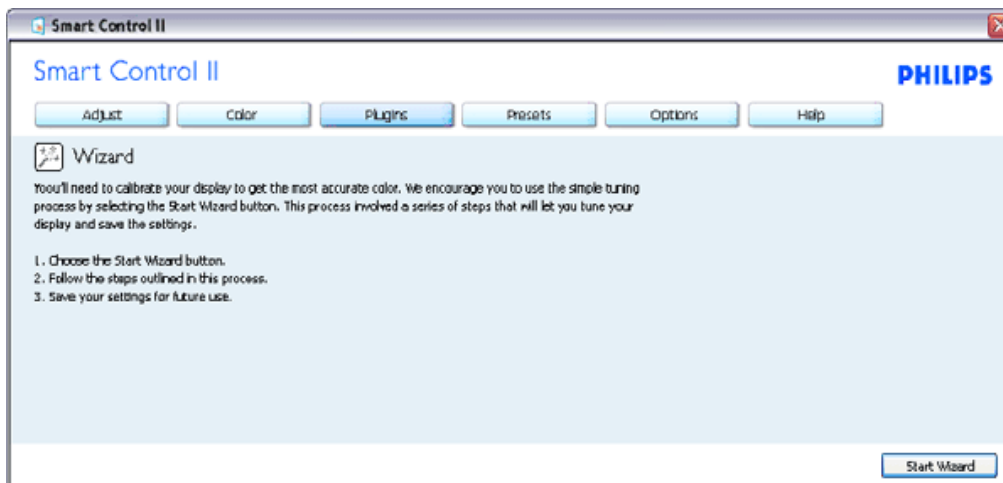 Smart Control II
Smart Control II
PHILIPS
Adjust Color Plugins Presets Options Help
Wizard
Yoou'll need to calibrate your display to get the most accurate color. We encourage you to use the simple tuning
process by selecting the Start Wizard button. This process involved a series of steps that will let you tune your
display and save the settings.
1. Choose the Start Wizard button.
2. Follow the steps outlined in this process.
3. Save your settings for future use.
Start Wizard